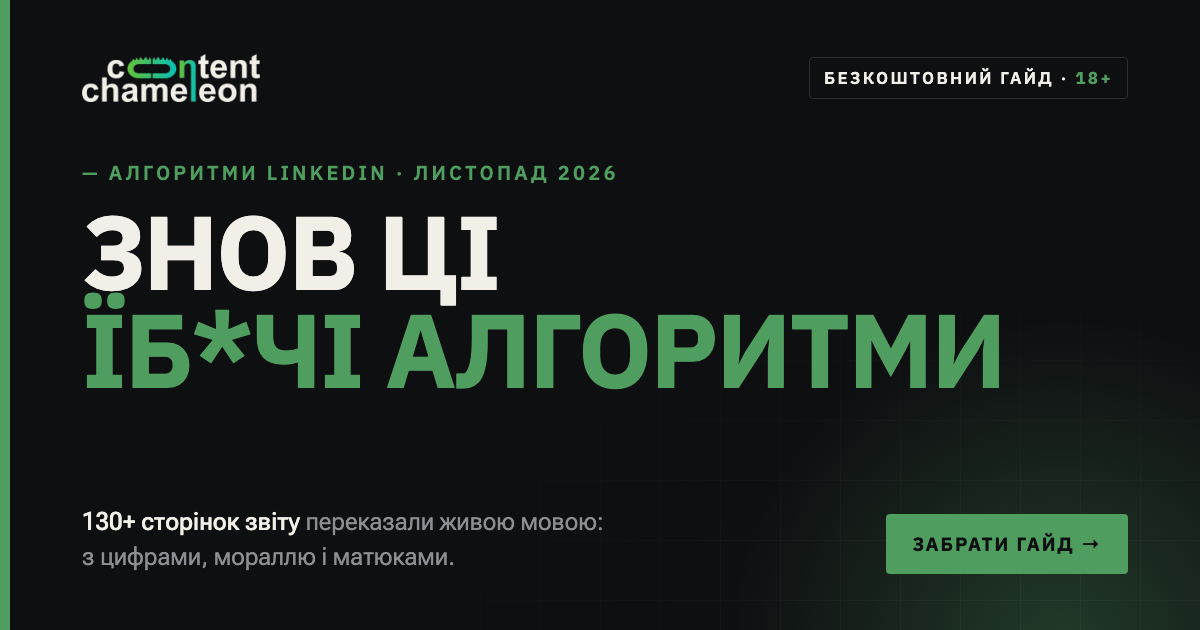 content
chameleon
БЕЗКОШТОВНИЙ ГАЙД · 18+
— АЛГОРИТМИ LINKEDIN · ЛИСТОПАД 2026
ЗНОВ ЦІ
ЇБ*ЧІ АЛГОРИТМИ
130+ сторінок звіту переказали живою мовою:
з цифрами, мораллю і матюками.
ЗАБРАТИ ГАЙД →